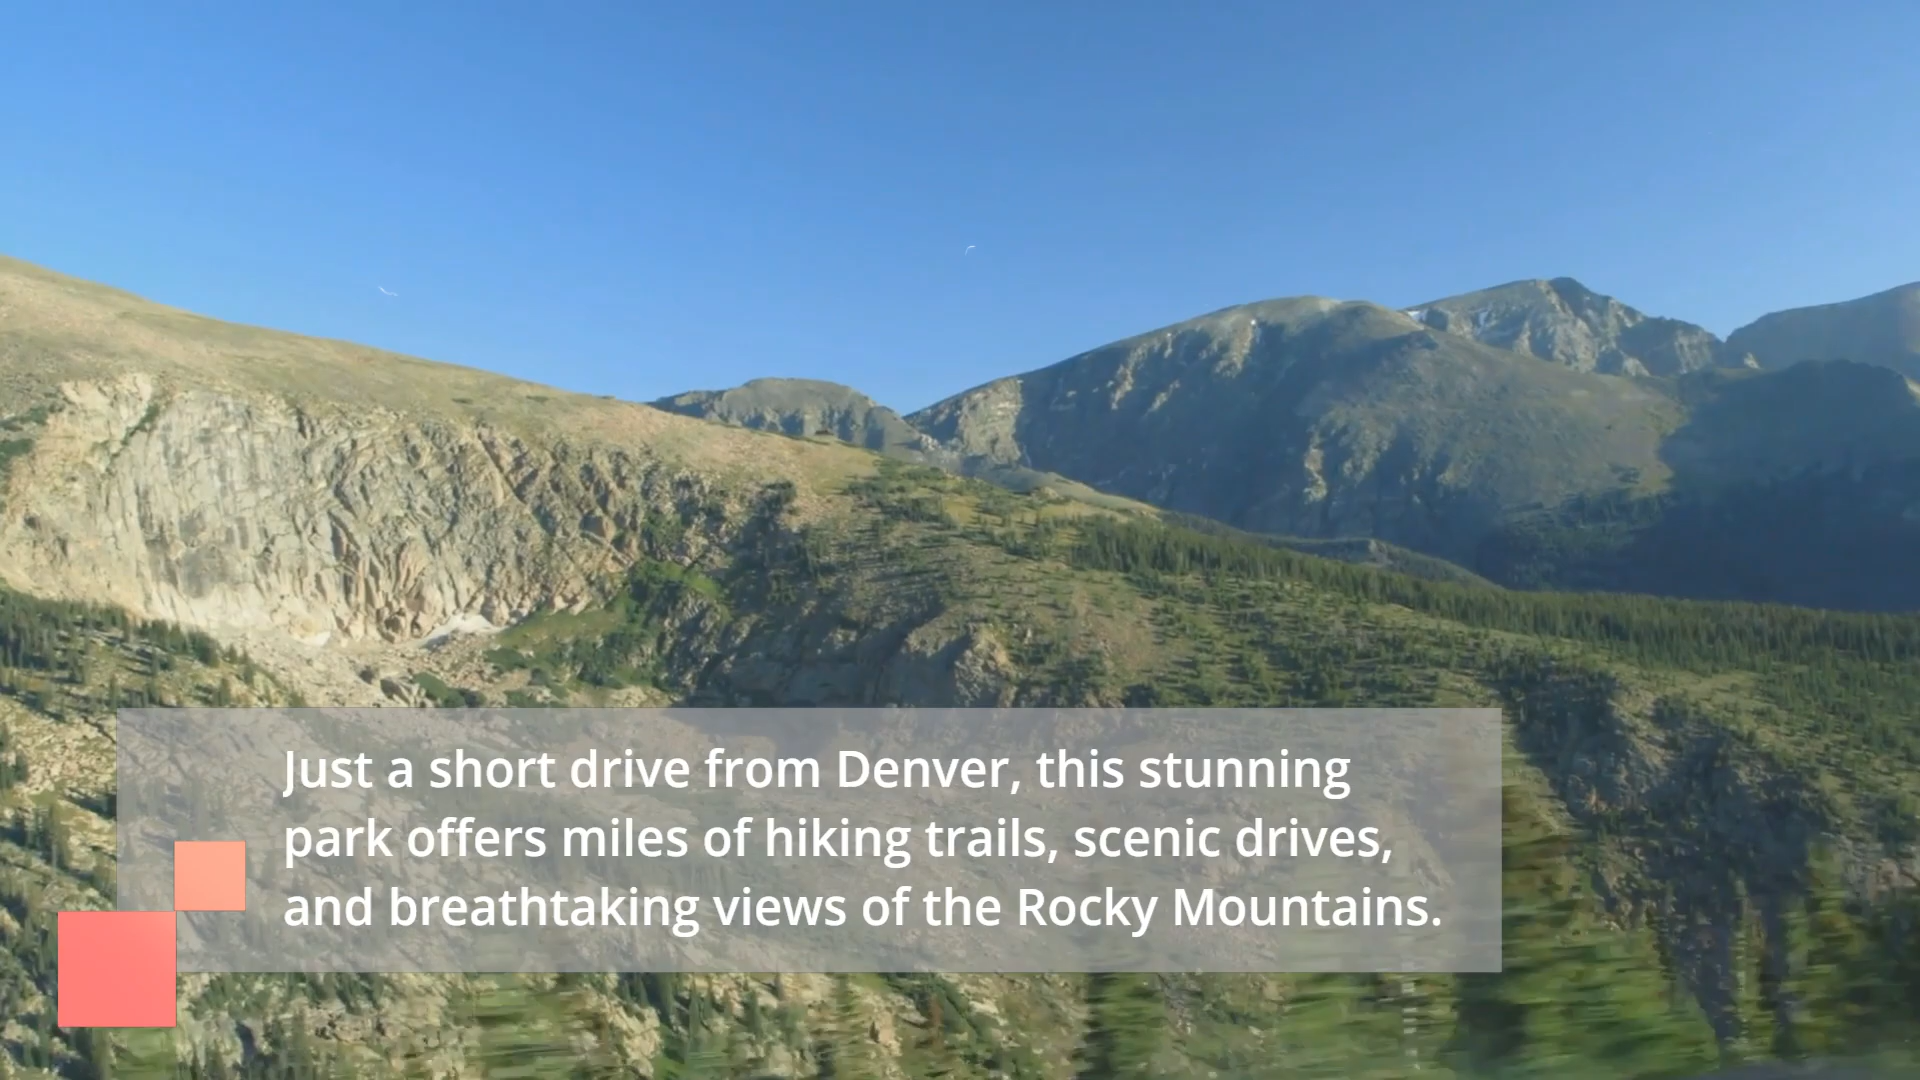 Just a short drive from Denver, this stunning
park offers miles of hiking trails, scenic drives,
and breathtaking views of the Rocky Mountains.